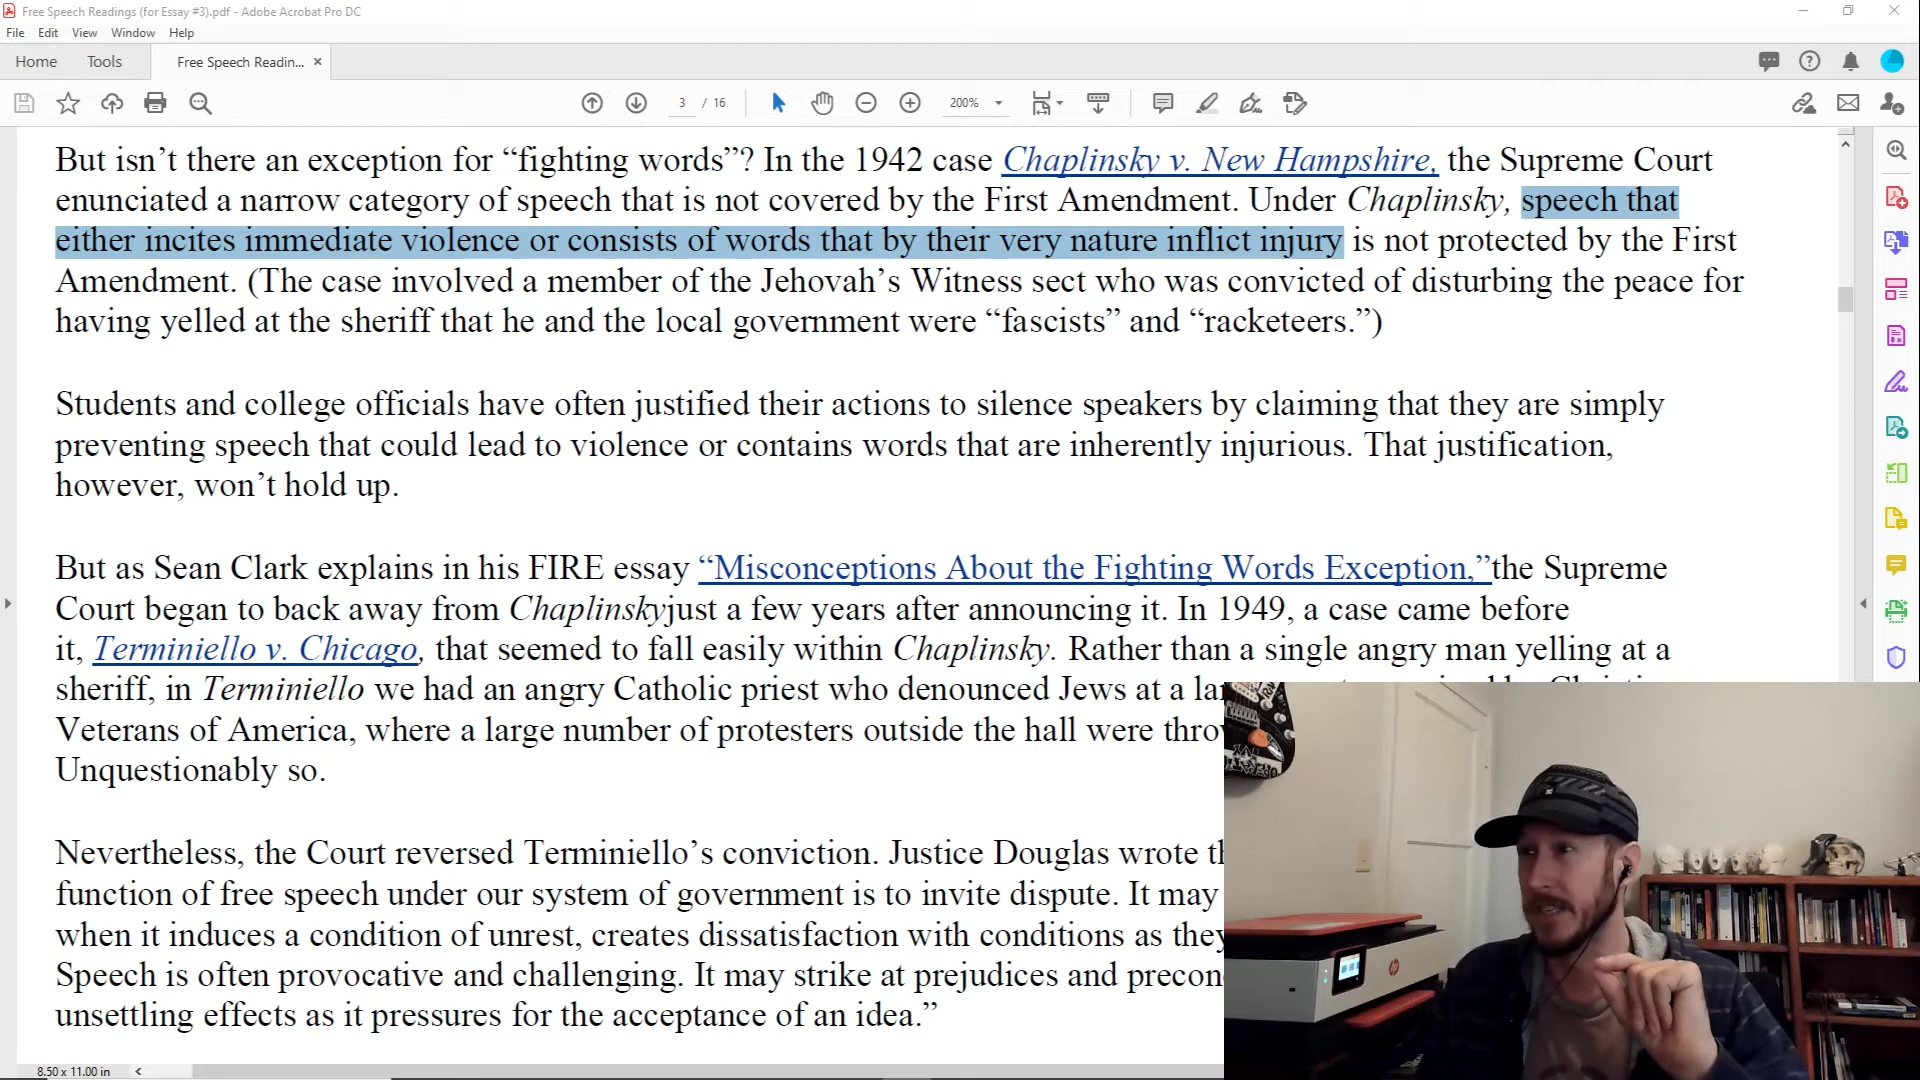 Free Speech Readings (for Essay #3).pdf - Adobe Acrobat Pro DC
File Edit View Window Help
Home Tools Free Speech Readin... ×
3 / 16 200%
But isn’t there an exception for “fighting words”? In the 1942 case Chaplinsky v. New Hampshire, the Supreme Court
enunciated a narrow category of speech that is not covered by the First Amendment. Under Chaplinsky, speech that
either incites immediate violence or consists of words that by their very nature inflict injury is not protected by the First
Amendment. (The case involved a member of the Jehovah’s Witness sect who was convicted of disturbing the peace for
having yelled at the sheriff that he and the local government were “fascists” and “racketeers.”)
Students and college officials have often justified their actions to silence speakers by claiming that they are simply
preventing speech that could lead to violence or contains words that are inherently injurious. That justification,
however, won’t hold up.
But as Sean Clark explains in his FIRE essay “Misconceptions About the Fighting Words Exception,”the Supreme
Court began to back away from Chaplinskyjust a few years after announcing it. In 1949, a case came before
it, Terminiello v. Chicago, that seemed to fall easily within Chaplinsky. Rather than a single angry man yelling at a
sheriff, in Terminiello we had an angry Catholic priest who denounced Jews at a
Veterans of America, where a large number of protesters outside the hall were
Unquestionably so.
Nevertheless, the Court reversed Terminiello’s conviction. Justice Douglas wrote
function of free speech under our system of government is to invite dispute. It may
when it induces a condition of unrest, creates dissatisfaction with conditions as
Speech is often provocative and challenging. It may strike at prejudices and
unsettling effects as it pressures for the acceptance of an idea.”
8.50 x 11.00 in
hp